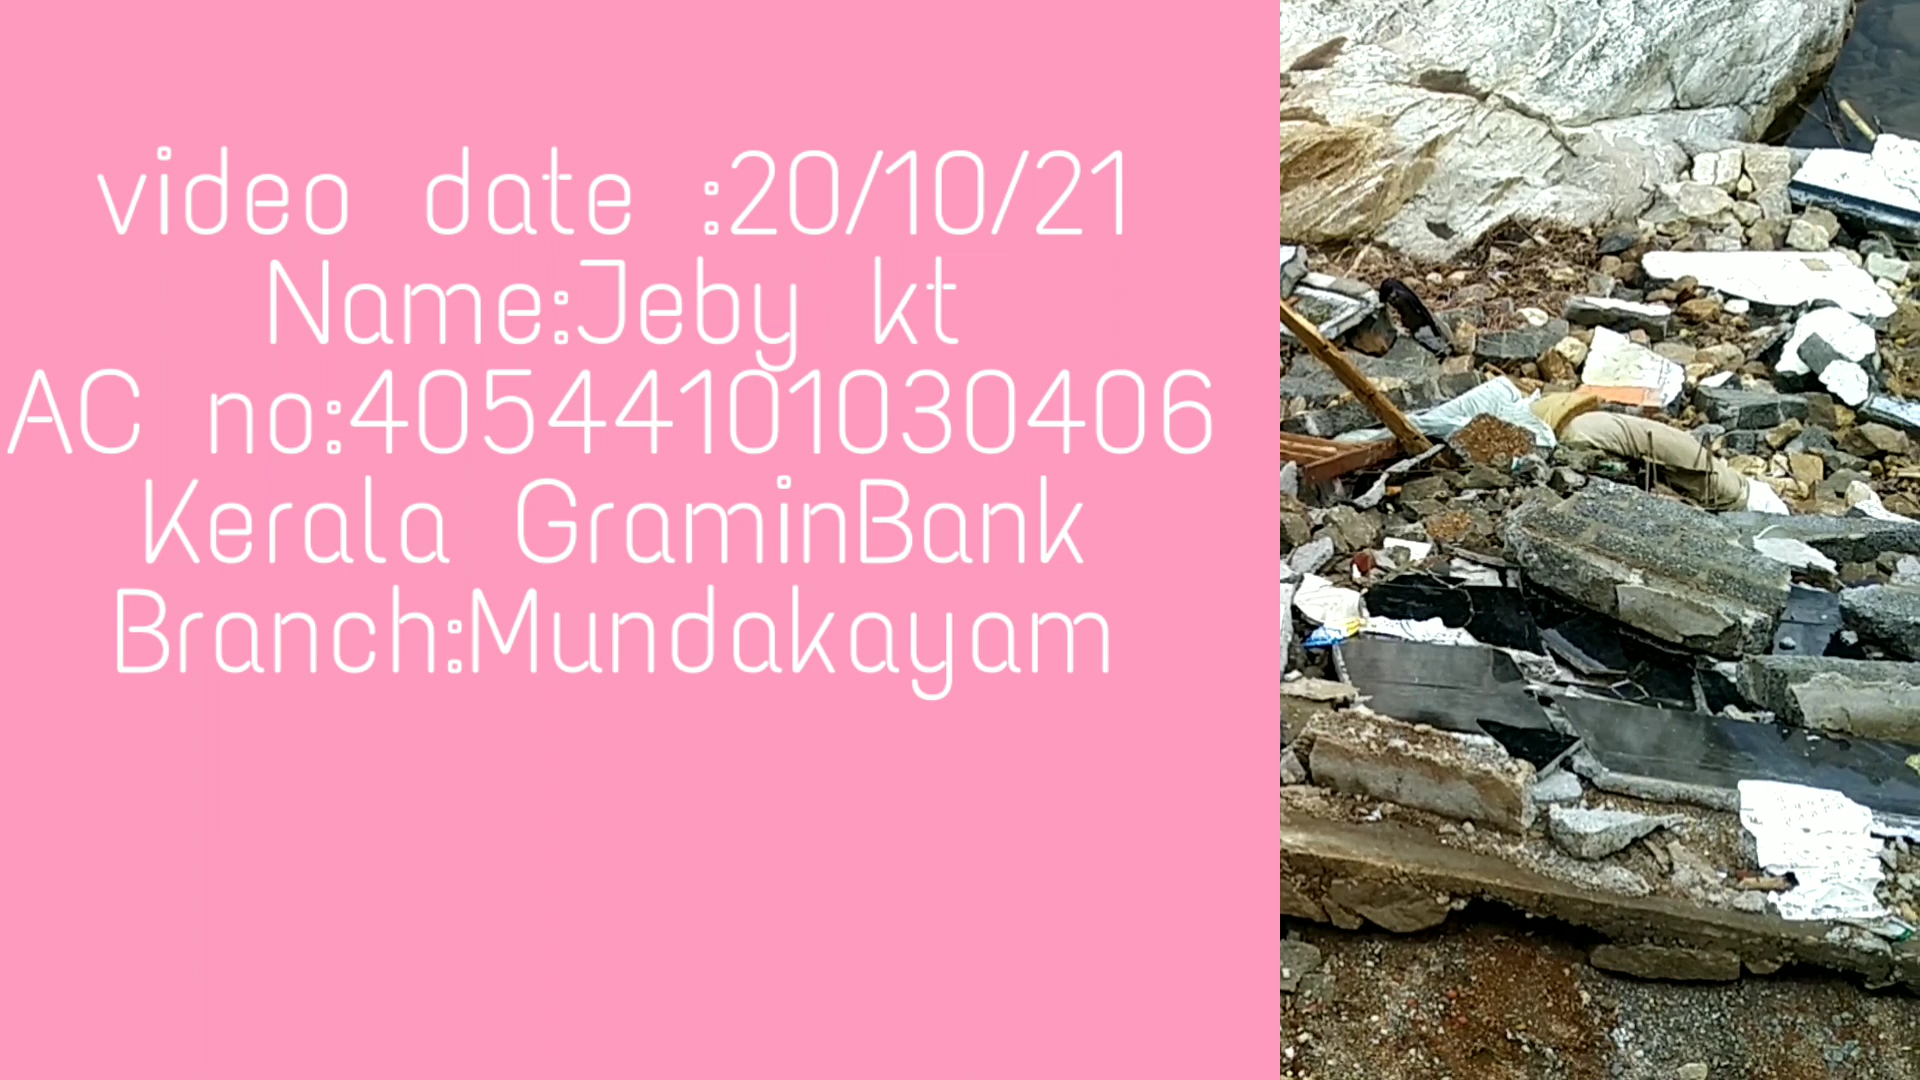 video date :20/10/21
Name:Jeby kt
AC no:40544101030406
Kerala GraminBank
Branch:Mundakayam